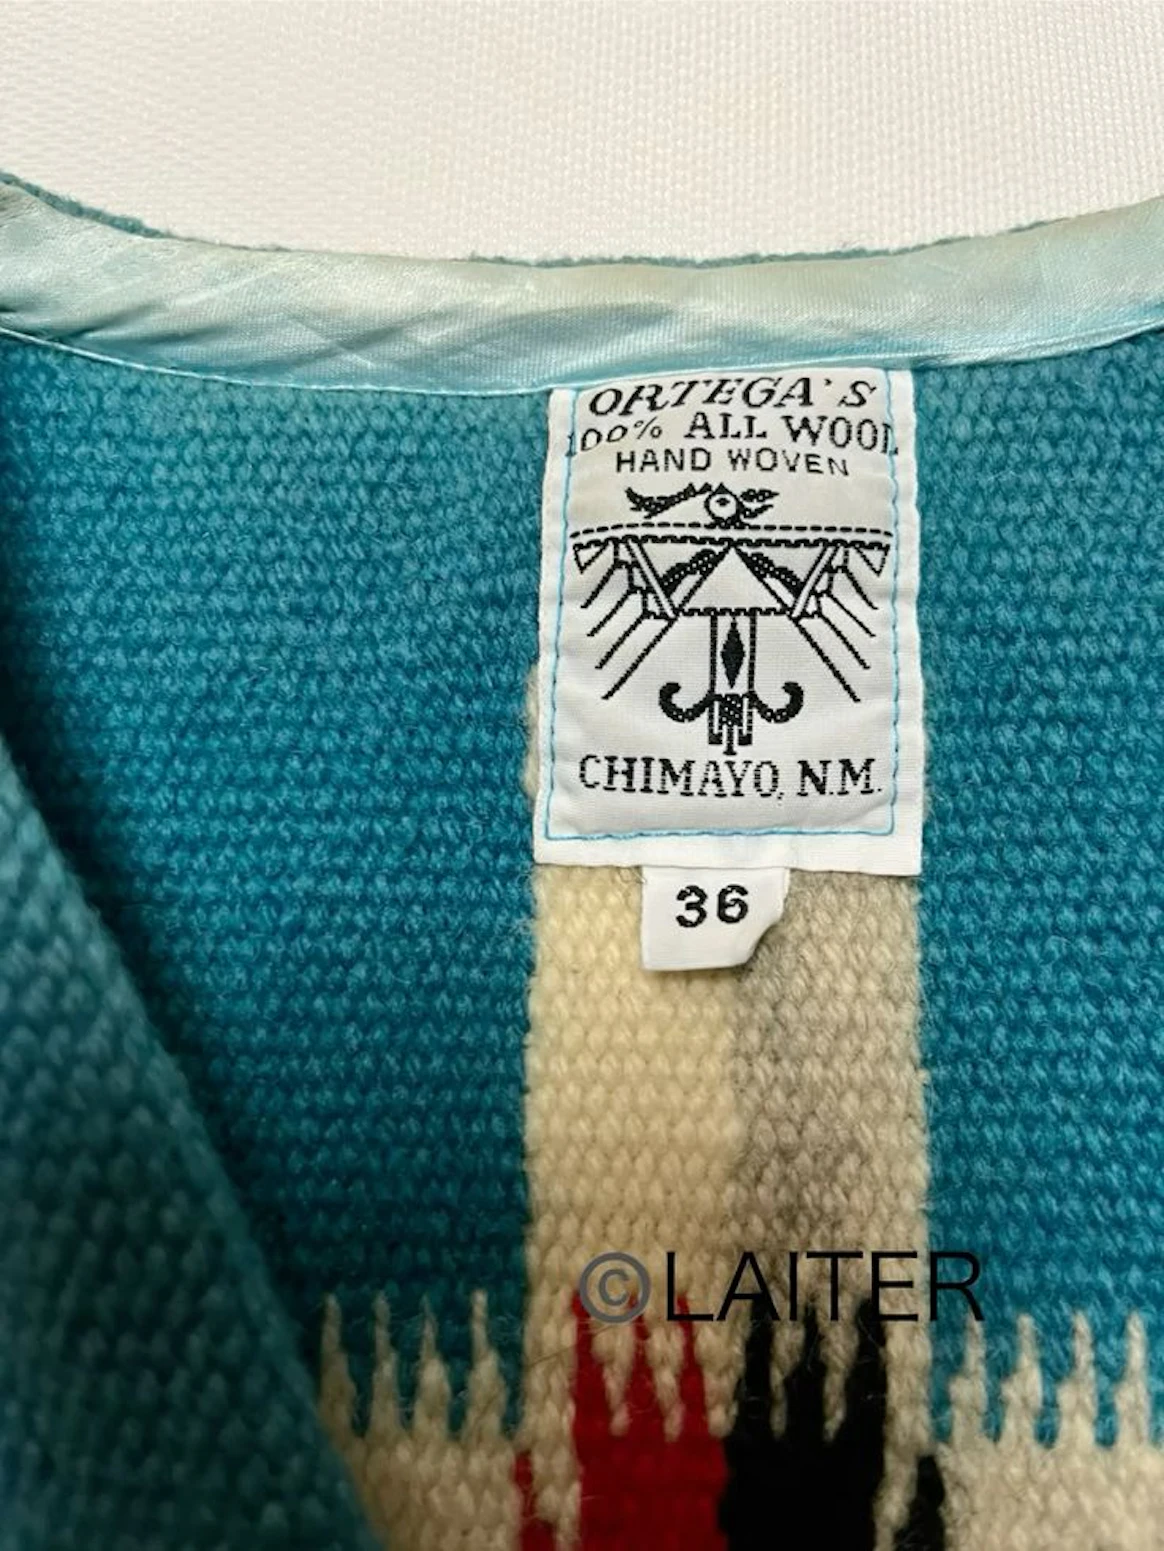 ORTEGA'S
100% ALL WOOL
HAND WOVEN
CHIMAYO, N.M.
36
©LAITER